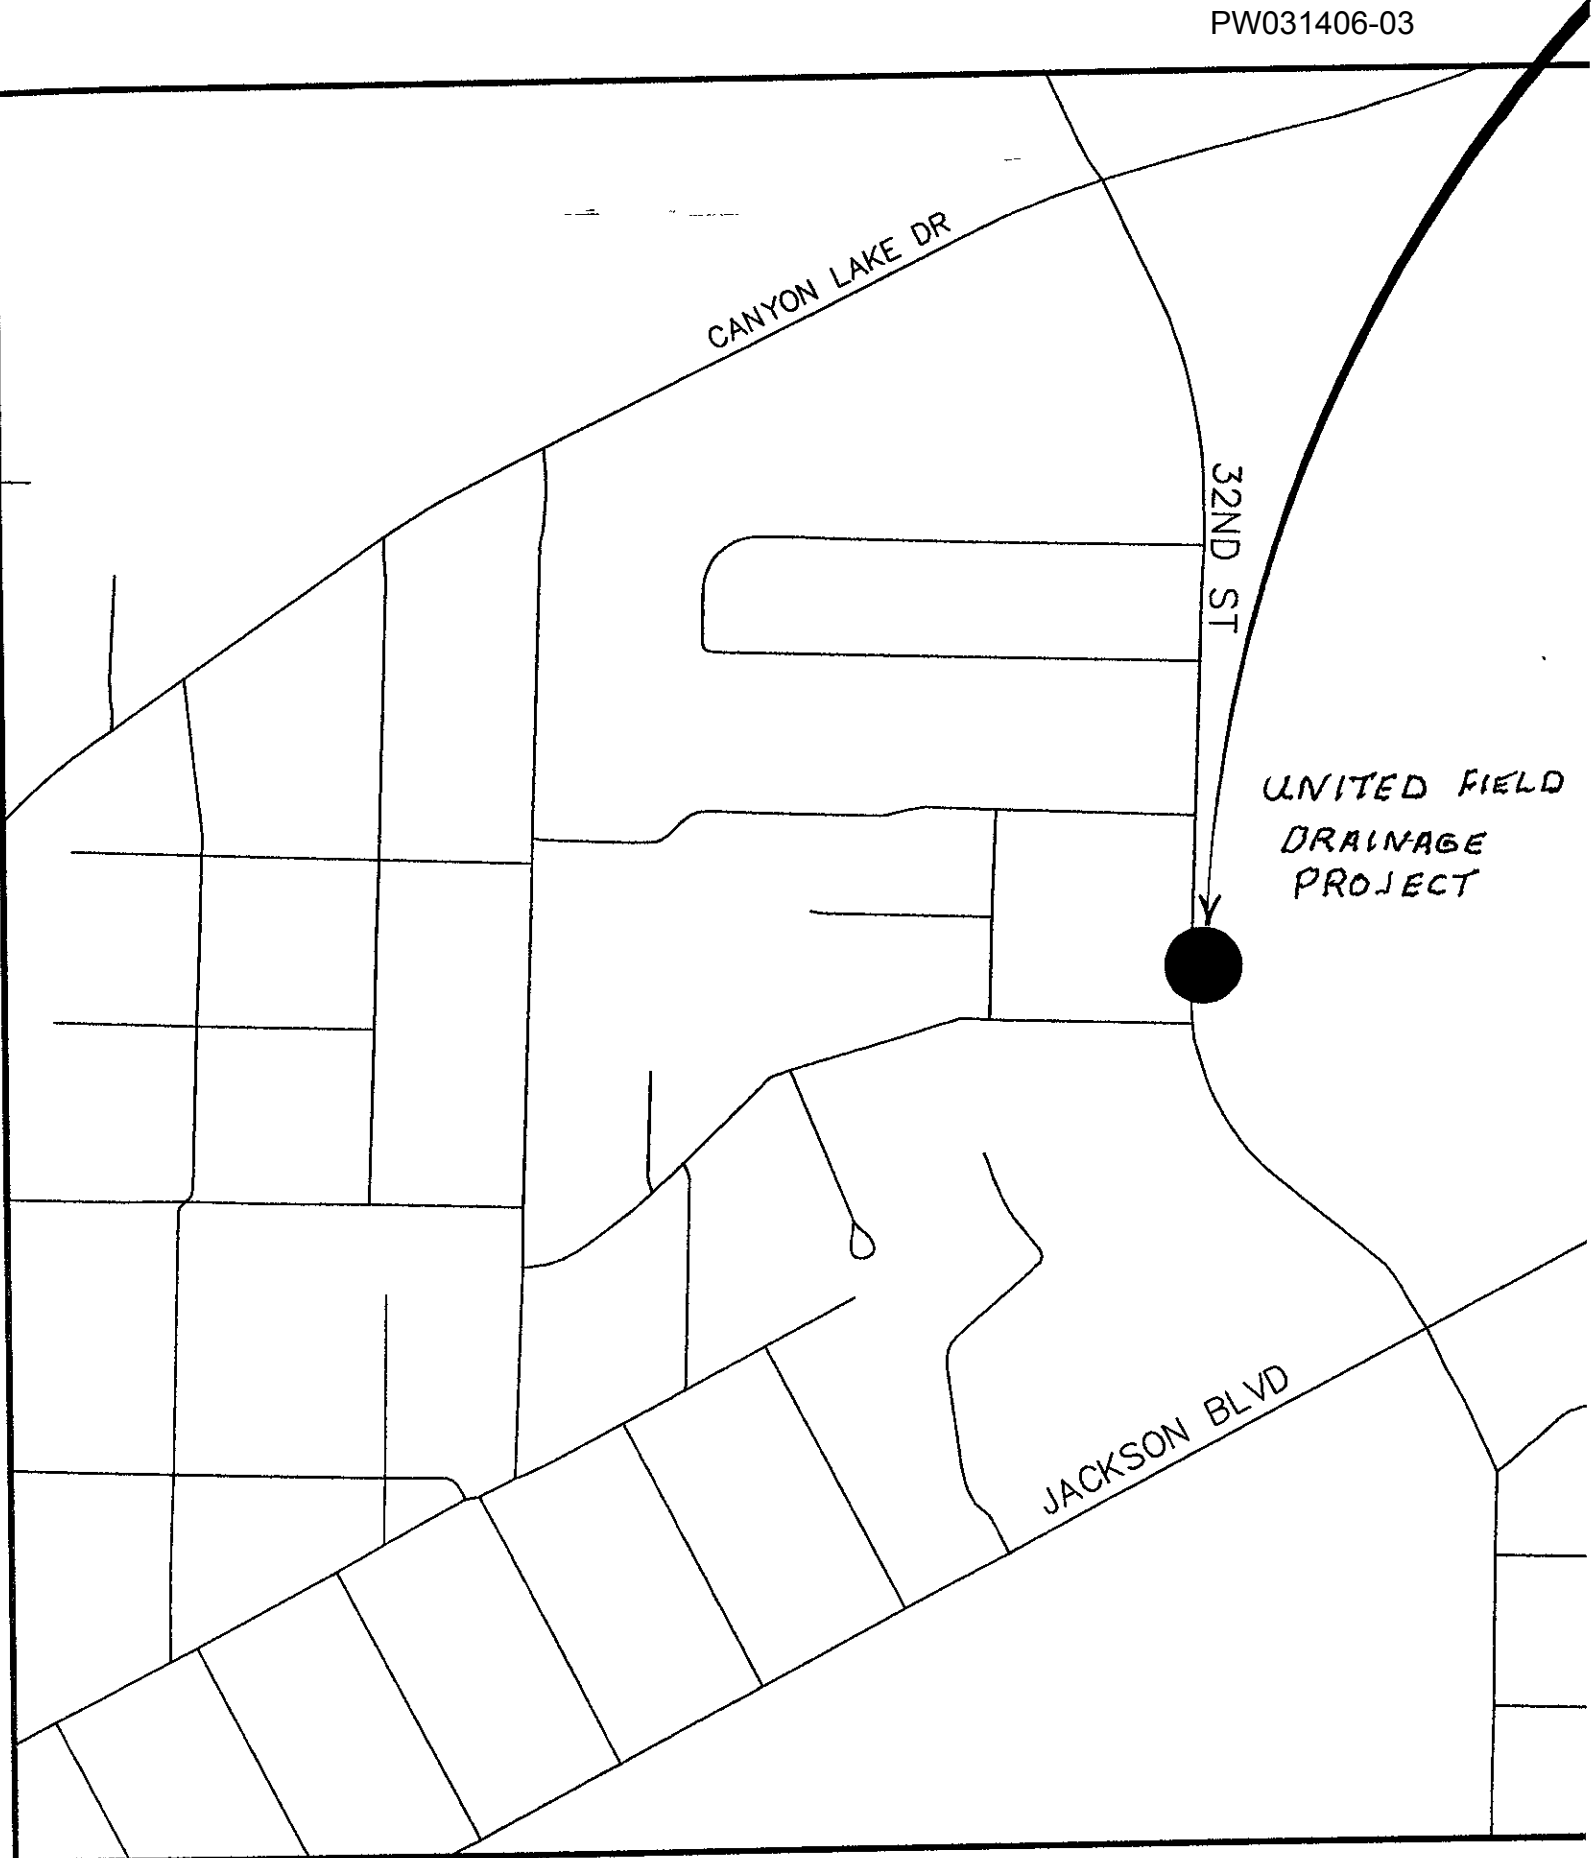 PW031406-03
CANYON LAKE DR
32ND ST
UNITED FIELD
DRAINAGE
PROJECT
JACKSON BLVD